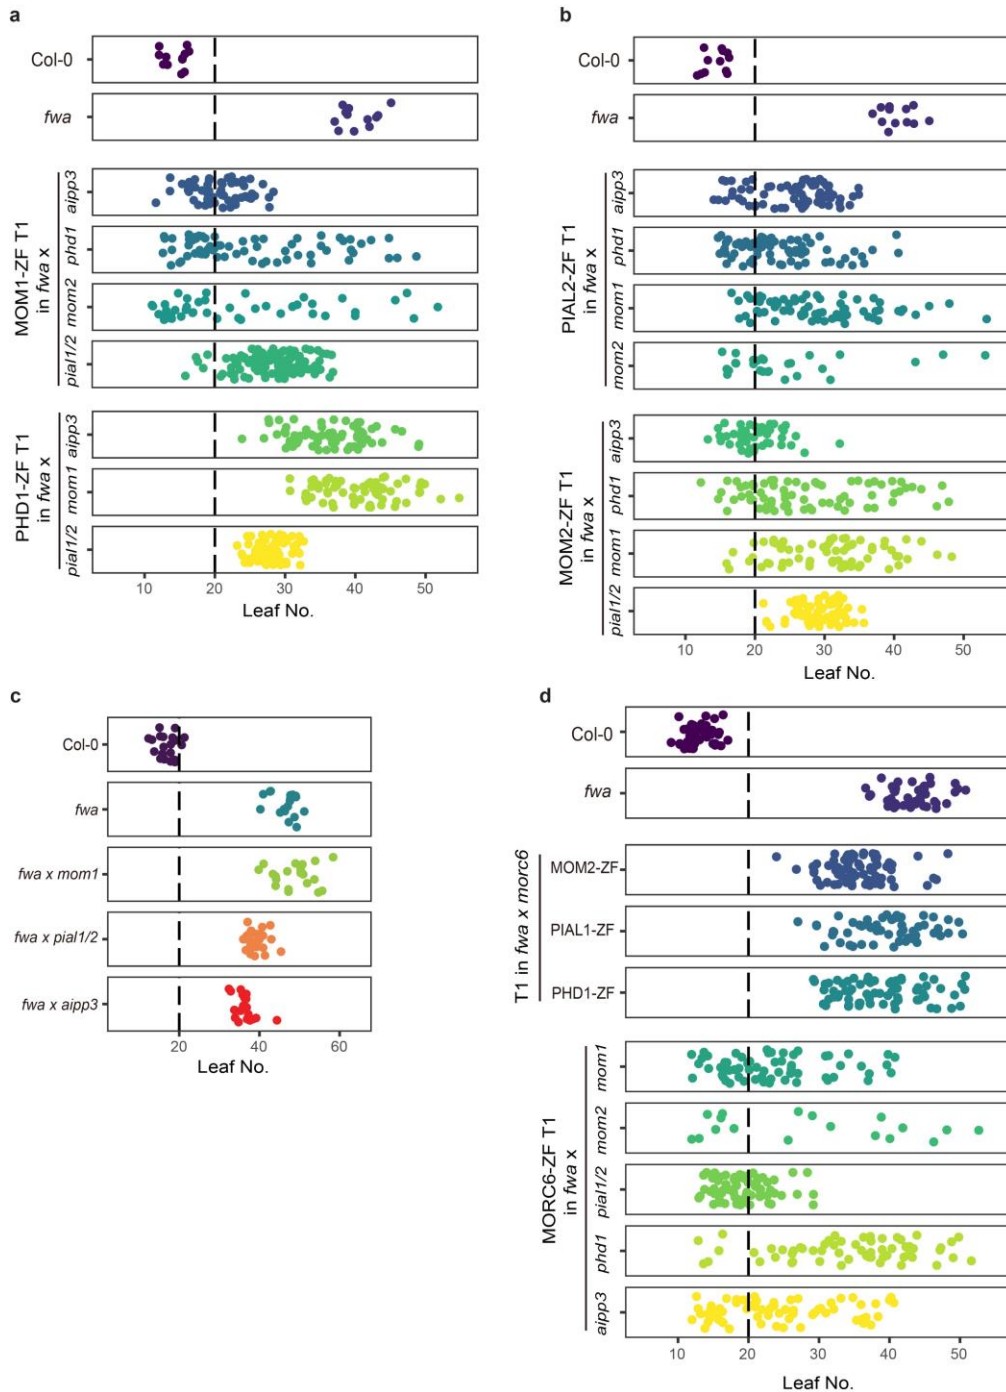 a
Col-0
fwa
MOM1-ZF T1
in fwa x
aipp3
phd1
mom2
pial1/2
PHD1-ZF T1
in fwa x
aipp3
mom1
pial1/2
10 20 30 40 50
Leaf No.
b
Col-0
fwa
PIAL2-ZF T1
in fwa x
aipp3
phd1
mom1
mom2
MOM2-ZF T1
in fwa x
aipp3
phd1
mom1
pial1/2
10 20 30 40 50
Leaf No.
c
Col-0
fwa
fwa x mom1
fwa x pial1/2
fwa x aipp3
20 40 60
Leaf No.
d
Col-0
fwa
T1 in fwa x morc6
MOM2-ZF
PIAL1-ZF
PHD1-ZF
MORC6-ZF T1
in fwa x
mom1
mom2
pial1/2
phd1
aipp3
10 20 30 40 50
Leaf No.